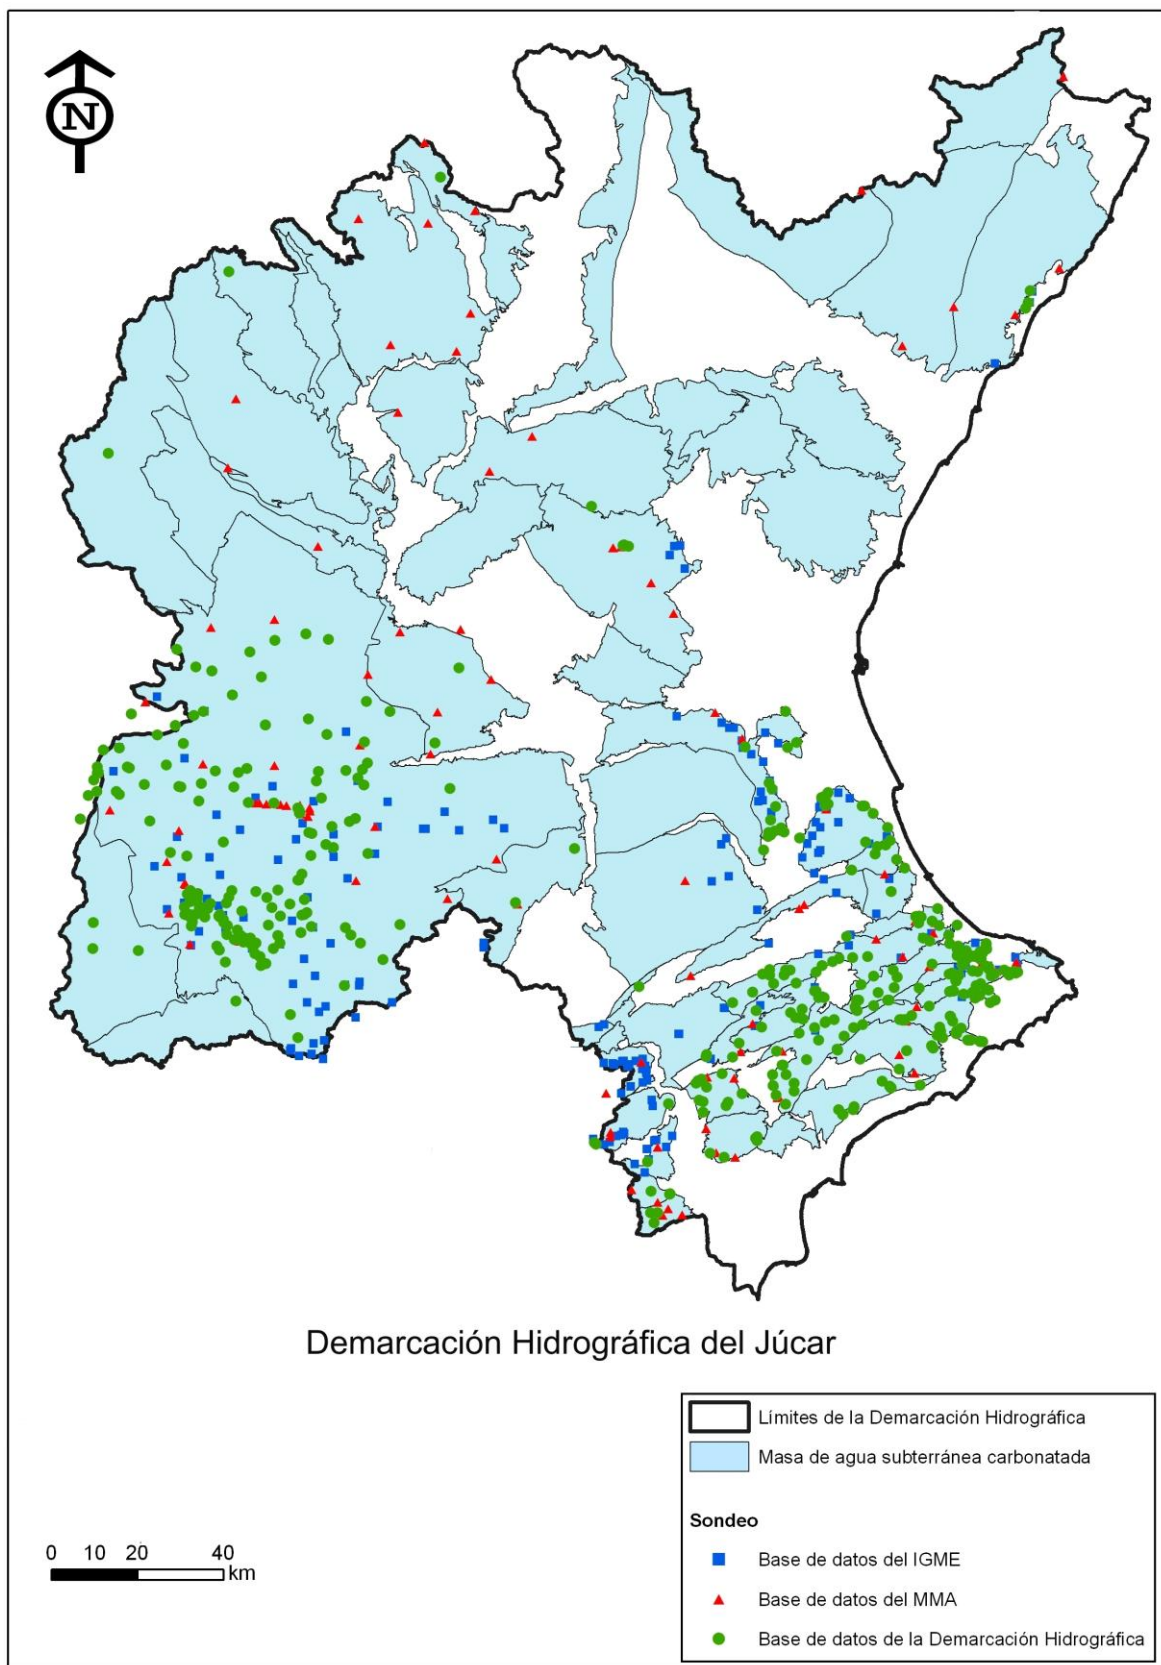 N
Demarcación Hidrográfica del Júcar
Límites de la Demarcación Hidrográfica
Masa de agua subterránea carbonatada
Sondeo
Base de datos del IGME
Base de datos del MMA
Base de datos de la Demarcación Hidrográfica
0 10 20 40
km